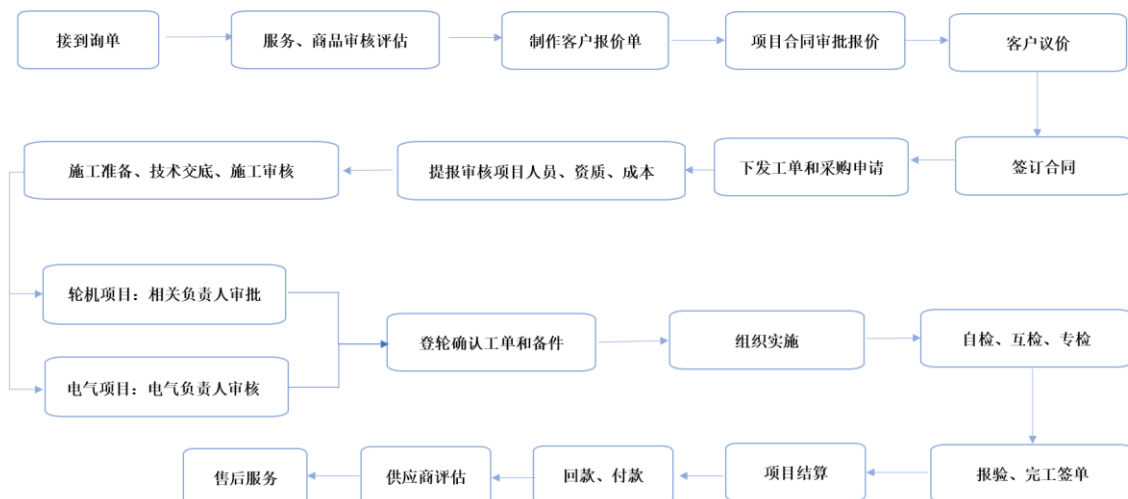 接到询单
服务、商品审核评估
制作客户报价单
项目合同审批报价
客户议价
签订合同
下发工单和采购申请
提报审核项目人员、资质、成本
施工准备、技术交底、施工审核
轮机项目：相关负责人审批
电气项目：电气负责人审核
登轮确认工单和备件
组织实施
自检、互检、专检
报验、完工签单
项目结算
回款、付款
供应商评估
售后服务